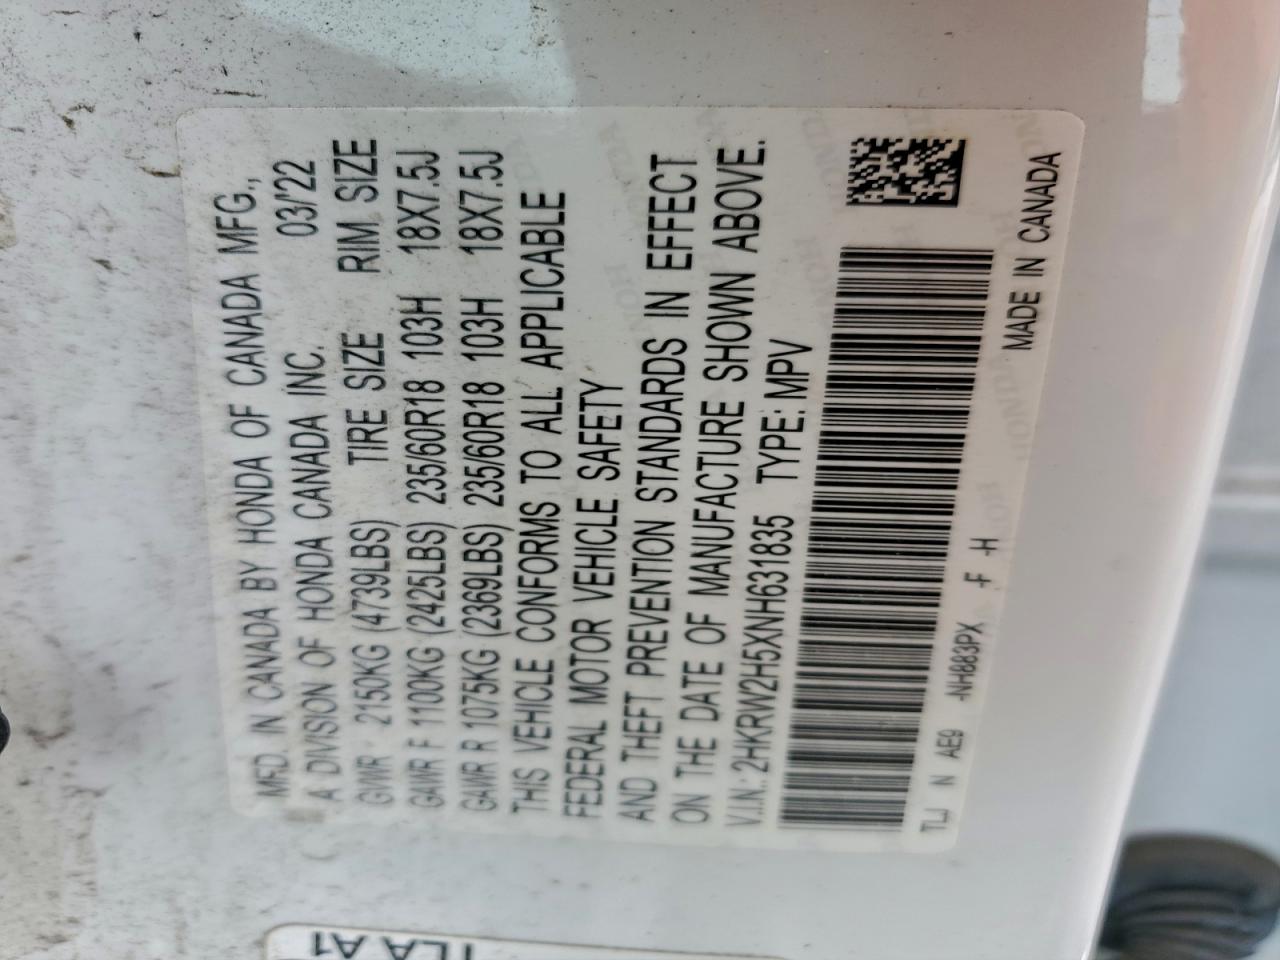 MFD. IN CANADA BY HONDA OF CANADA MFG.,
A DIVISION OF HONDA CANADA INC. 03/'22
GVWR 2150KG (4739LBS) TIRE SIZE RIM SIZE
GAWR F 1100KG (2425LBS) 235/60R18 103H 18X7.5J
GAWR R 1075KG (2369LBS) 235/60R18 103H 18X7.5J
THIS VEHICLE CONFORMS TO ALL APPLICABLE
FEDERAL MOTOR VEHICLE SAFETY
AND THEFT PREVENTION STANDARDS IN EFFECT
ON THE DATE OF MANUFACTURE SHOWN ABOVE.
V.I.N.: 2HKRW2H5XNH631835 TYPE: MPV
TLJ N AE9 -NH883PX -F -H
MADE IN CANADA
TLA A1